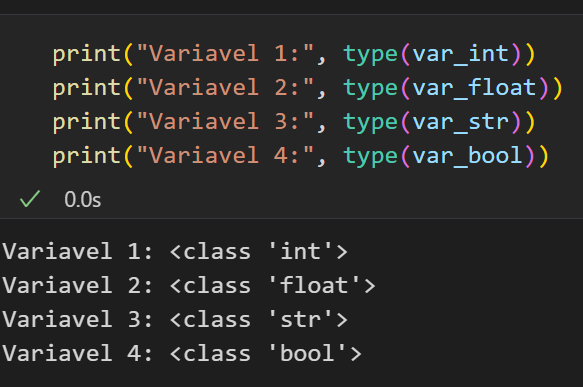 print("Variavel 1:", type(var_int))
print("Variavel 2:", type(var_float))
print("Variavel 3:", type(var_str))
print("Variavel 4:", type(var_bool))
0.0s
Variavel 1: <class 'int'>
Variavel 2: <class 'float'>
Variavel 3: <class 'str'>
Variavel 4: <class 'bool'>